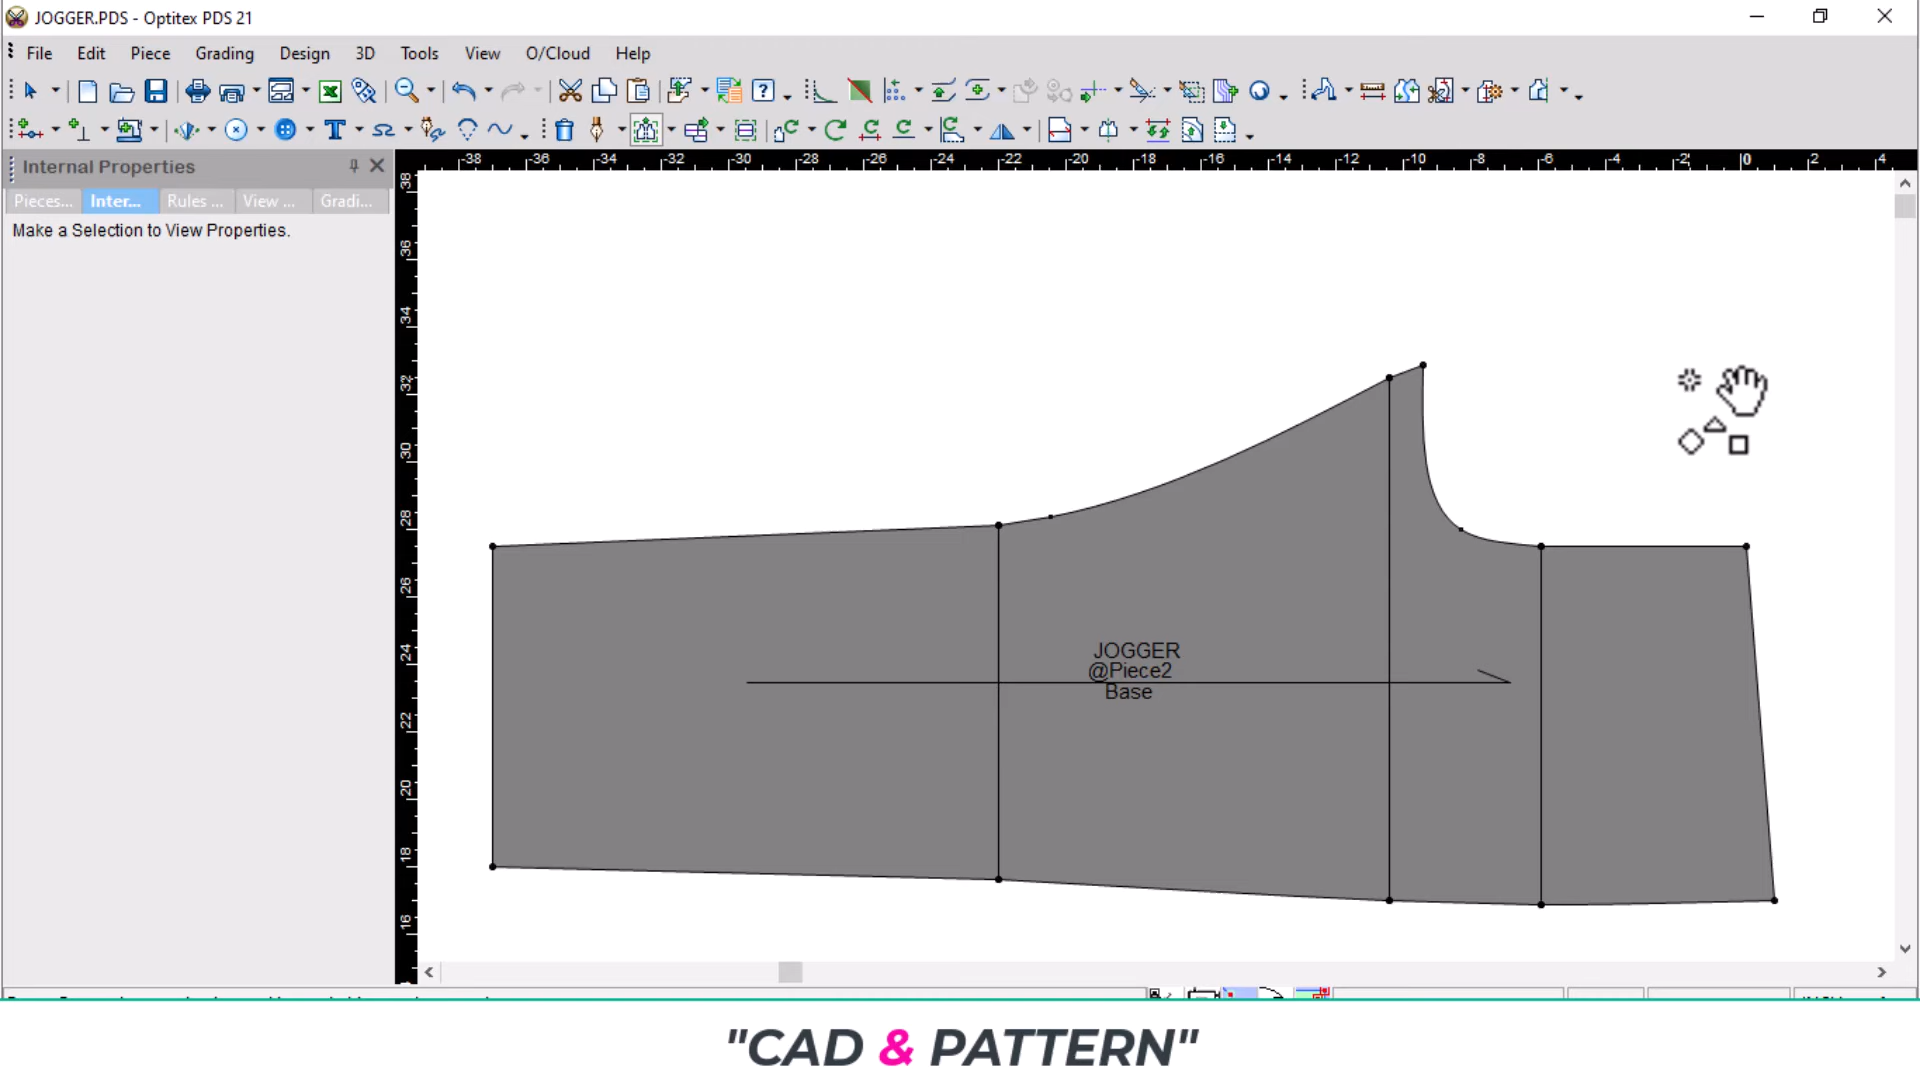 JOGGER.PDS - Optitex PDS 21
File Edit Piece Grading Design 3D Tools View O/Cloud Help
Internal Properties
Pieces... Inter... Rules ... View ... Gradi...
Make a Selection to View Properties.
-38 -36 -34 -32 -30 -28 -26 -24 -22 -20 -18 -16 -14 -12 -10 -8 -6 -4 -2 0 2 4
38
36
34
32
30
28
26
24
22
20
18
16
JOGGER
@Piece2
Base
"CAD & PATTERN"